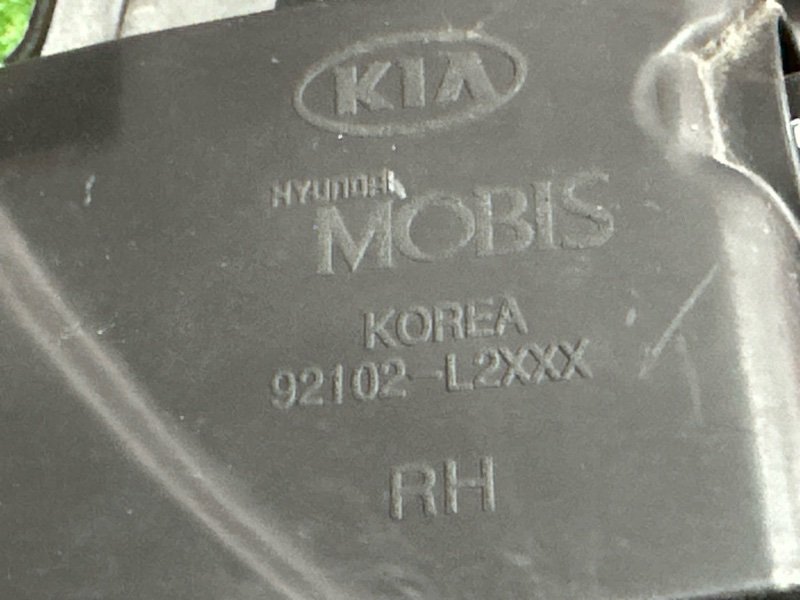 KIA
HYUNDAI
MOBIS
KOREA
92102-L2XXX
RH